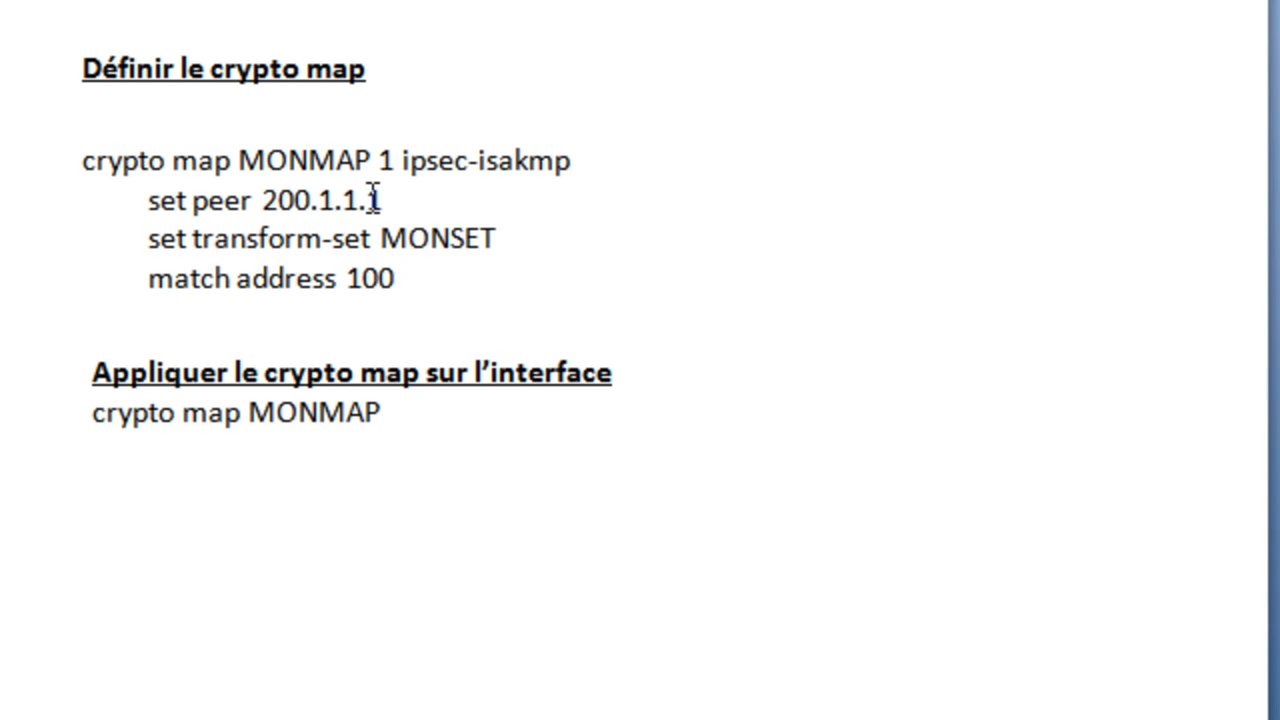 Définir le crypto map
crypto map MONMAP 1 ipsec-isakmp
set peer 200.1.1.1
set transform-set MONSET
match address 100
Appliquer le crypto map sur l’interface
crypto map MONMAP